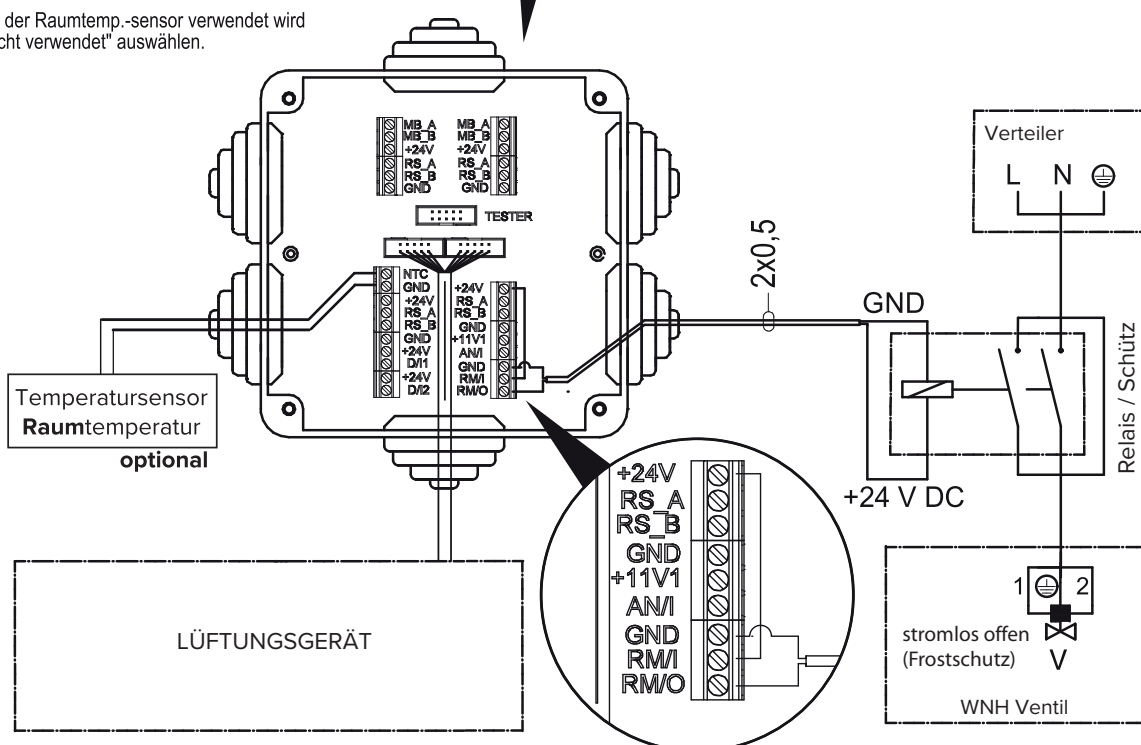 der Raumtemp.-sensor verwendet wird
verwendet" auswählen.
MB_A
MB_B
+24V
RS_A
RS_B
GND
MB_A
MB_B
+24V
RS_A
RS_B
GND
TESTER
NTC
GND
+24V
RS_A
RS_B
GND
+24V
D/I1
+24V
D/I2
+24V
RS_A
RS_B
GND
+11V1
AN/I
GND
RM/I
RM/O
2x0,5
Verteiler
L N
GND
+24 V DC
Relais / Schütz
Temperatursensor
Raumtemperatur
optional
+24V
RS_A
RS_B
GND
+11V1
AN/I
GND
RM/I
RM/O
LÜFTUNGSGERÄT
1 2
stromlos offen
(Frostschutz)
V
WNH Ventil